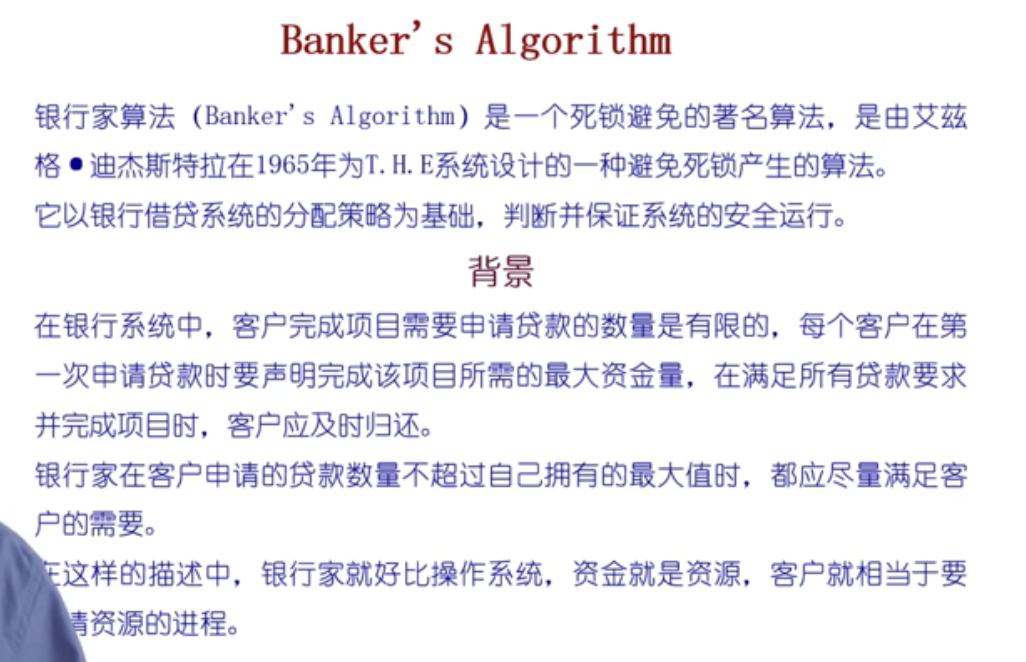 Banker's Algorithm
银行家算法（Banker's Algorithm）是一个死锁避免的著名算法，是由艾兹
格●迪杰斯特拉在1965年为T.H.E系统设计的一种避免死锁产生的算法。
它以银行借贷系统的分配策略为基础，判断并保证系统的安全运行。
背景
在银行系统中，客户完成项目需要申请贷款的数量是有限的，每个客户在第
一次申请贷款时要声明完成该项目所需的最大资金量，在满足所有贷款要求
并完成项目时，客户应及时归还。
银行家在客户申请的贷款数量不超过自己拥有的最大值时，都应尽量满足客
户的需要。
在这样的描述中，银行家就好比操作系统，资金就是资源，客户就相当于要
请资源的进程。